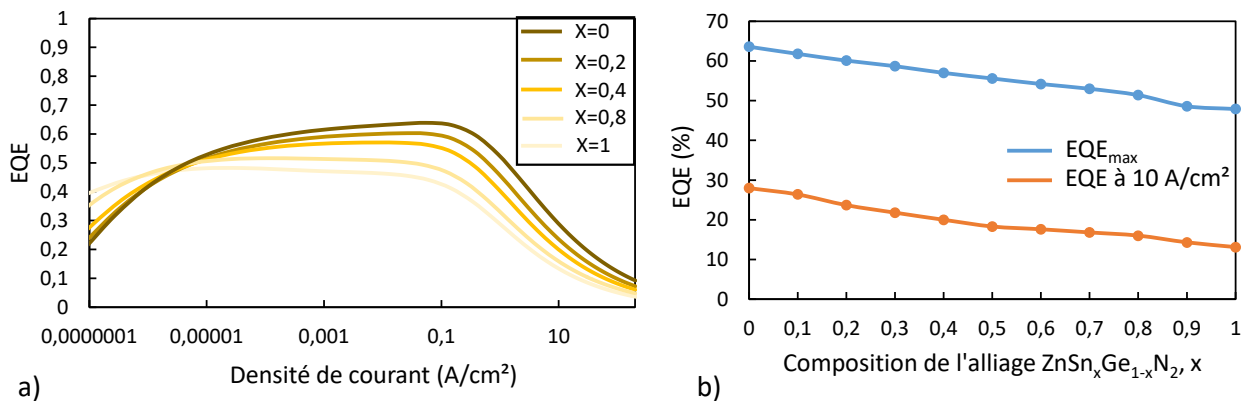 1
0,9
0,8
0,7
0,6
0,5
0,4
0,3
0,2
0,1
0
EQE
0,0000001
0,00001
0,001
0,1
10
Densité de courant (A/cm²)
X=0
X=0,2
X=0,4
X=0,8
X=1
a)
70
60
50
40
30
20
10
0
EQE (%)
EQEmax
EQE à 10 A/cm²
0 0,1 0,2 0,3 0,4 0,5 0,6 0,7 0,8 0,9 1
Composition de l'alliage ZnSnxGe1-xN2, x
b)